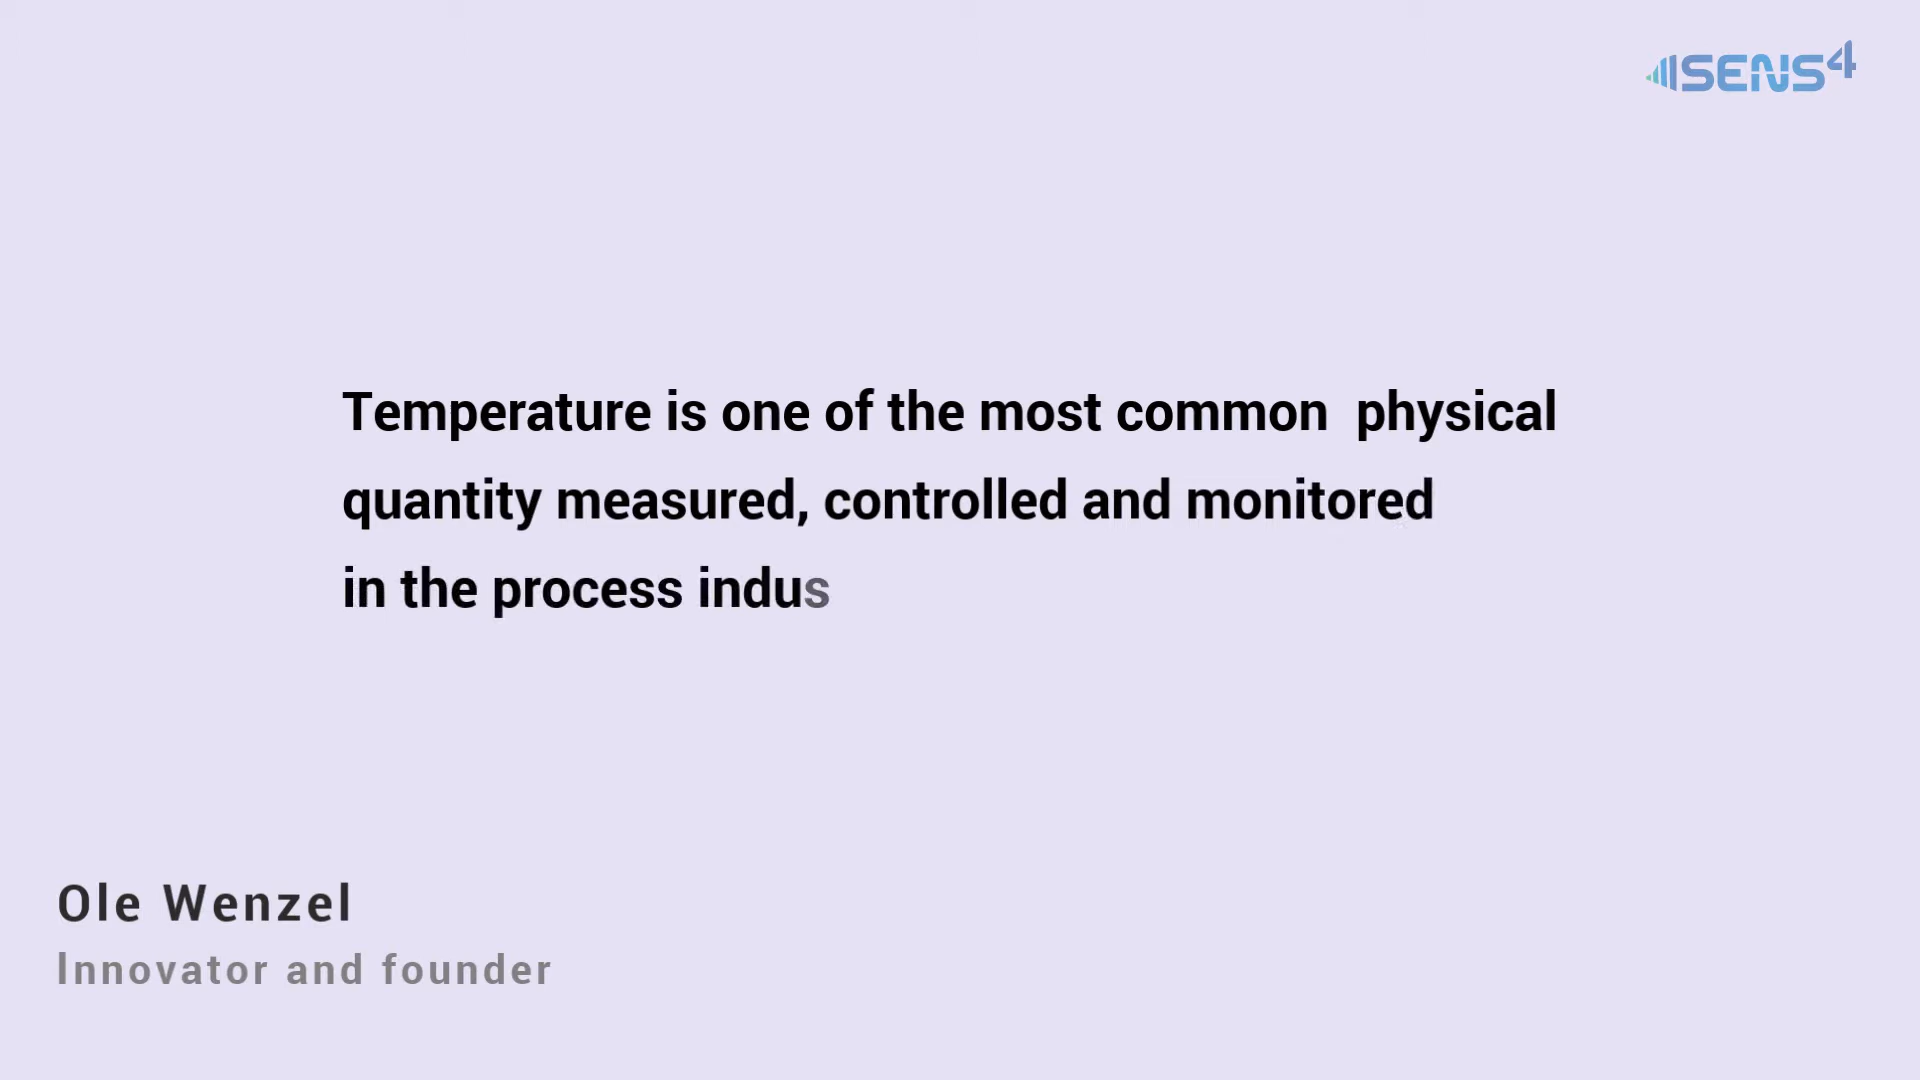 SENS4
Temperature is one of the most common  physical
quantity measured, controlled and monitored
in the process indus
Ole Wenzel
Innovator and founder